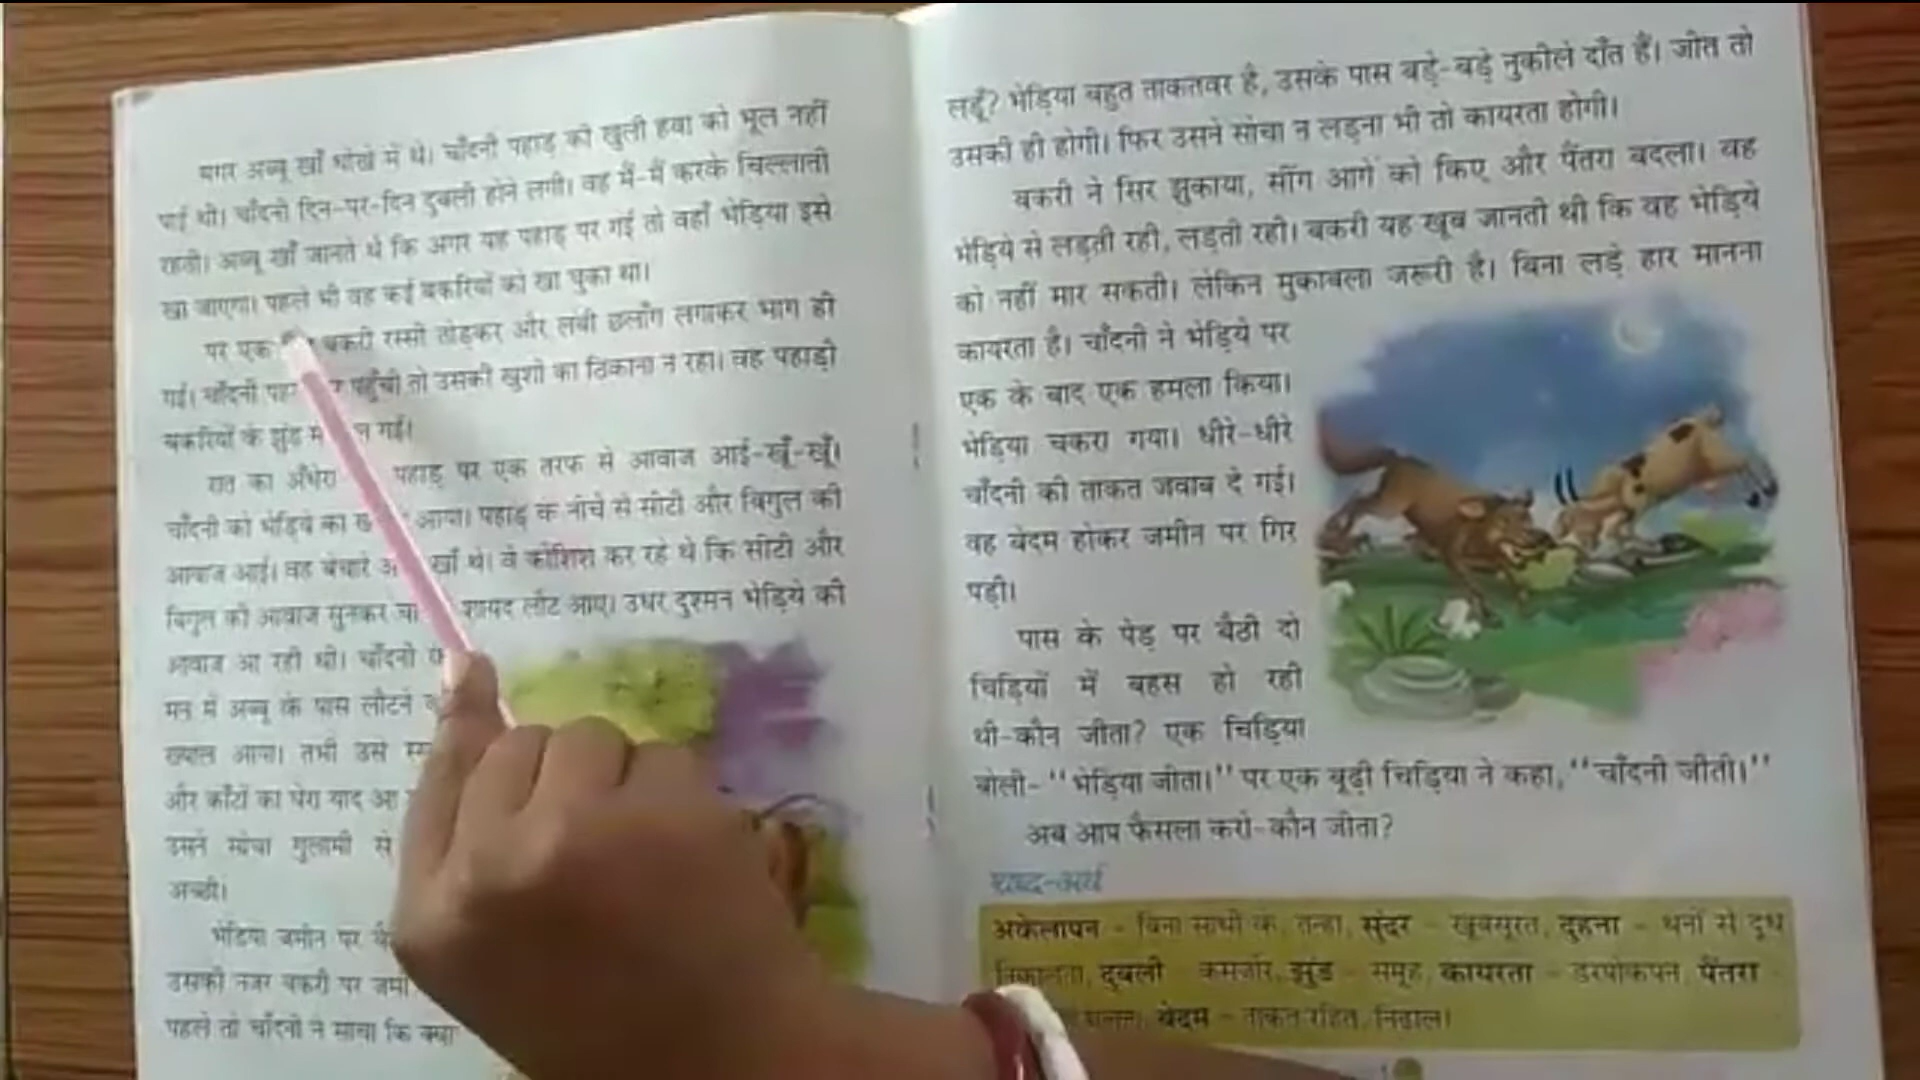 मगर अब्बू खाँ धोखे में थे। चाँदनी पहाड़ की खुली हवा को भूल नहीं
पाई थी। चाँदनी दिन-पर-दिन दुबली होने लगी। वह मैं-मैं करके चिल्लाती
रहती। अब्बू खाँ जानते थे कि अगर यह पहाड़ पर गई तो वहाँ भेड़िया इसे
खा जाएगा। पहले भी वह कई बकरियों को खा चुका था।
पर एक बकरी रस्सी तोड़कर और लंबी छलाँग लगाकर भाग ही
गई। चाँदनी पहुँची तो उसकी खुशी का ठिकाना न रहा। वह पहाड़ी
बकरियों के झुंड गई।
रात का अँधेरा पहाड़ पर एक तरफ से आवाज आई-खूँ-खूँ।
चाँदनी को भेड़िये का आया। पहाड़ के नीचे से सीटी और बिगुल की
आवाज आई। वह बेचारे खाँ थे। वे कोशिश कर रहे थे कि सीटी और
बिगुल की आवाज सुनकर शायद लौट आए। उधर दुश्मन भेड़िये की
आवाज आ रही थी। चाँदनी
मन में अब्बू के पास लौटने
ख्याल आया। तभी उसे
और काँटों का घेरा याद आ
उसने सोचा गुलामी से
अच्छी।
भेड़िया जमीन पर
उसकी नजर बकरी पर जमी
पहले तो चाँदनी ने सोचा कि क्या
लडूँ? भेड़िया बहुत ताकतवर है, उसके पास बड़े-बड़े नुकीले दाँत हैं। जीत तो
उसकी ही होगी। फिर उसने सोचा न लड़ना भी तो कायरता होगी।
बकरी ने सिर झुकाया, सींग आगे को किए और पैंतरा बदला। वह
भेड़िये से लड़ती रही, लड़ती रही। बकरी यह खूब जानती थी कि वह भेड़िये
को नहीं मार सकती। लेकिन मुकाबला जरूरी है। बिना लड़े हार मानना
कायरता है। चाँदनी ने भेड़िये पर
एक के बाद एक हमला किया।
भेड़िया चकरा गया। धीरे-धीरे
चाँदनी की ताकत जवाब दे गई।
वह बेदम होकर जमीन पर गिर
पड़ी।
पास के पेड़ पर बैठी दो
चिड़ियों में बहस हो रही
थी-कौन जीता? एक चिड़िया
बोली-''भेड़िया जीता।'' पर एक बूढ़ी चिड़िया ने कहा, ''चाँदनी जीती।''
अब आप फैसला करो-कौन जीता?
शब्द-अर्थ
अकेलापन - बिना साथी के, तन्हा, सुंदर - खूबसूरत, दुहना - थनों से दूध
निकालना, दुबली - कमजोर, झुंड - समूह, कायरता - डरपोकपन, पैंतरा
बेदम - ताकत रहित, निढाल।